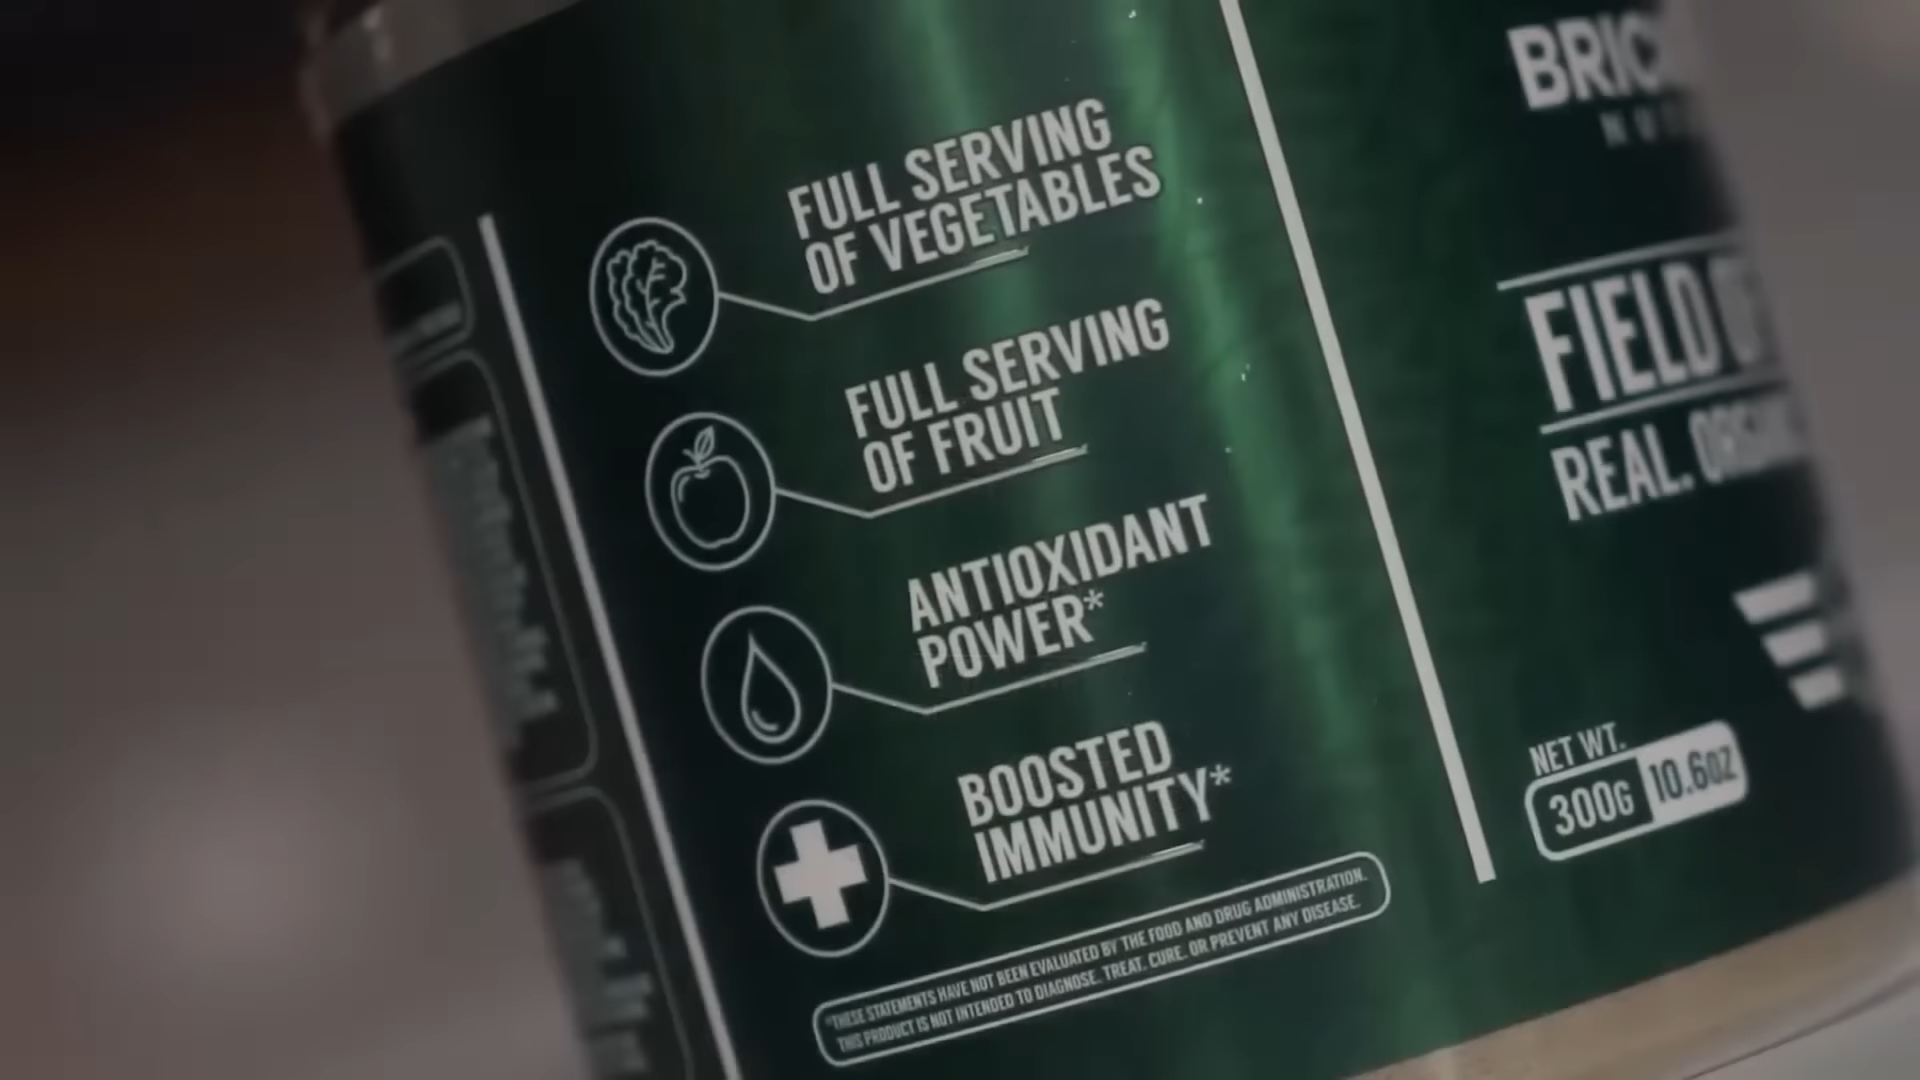 FULL SERVING
OF VEGETABLES
FULL SERVING
OF FRUIT
ANTIOXIDANT
POWER*
BOOSTED
IMMUNITY*
*THESE STATEMENTS HAVE NOT BEEN EVALUATED BY THE FOOD AND DRUG ADMINISTRATION.
THIS PRODUCT IS NOT INTENDED TO DIAGNOSE, TREAT, CURE, OR PREVENT ANY DISEASE.
FIELD
REAL.
NET WT.
300G 10.6OZ